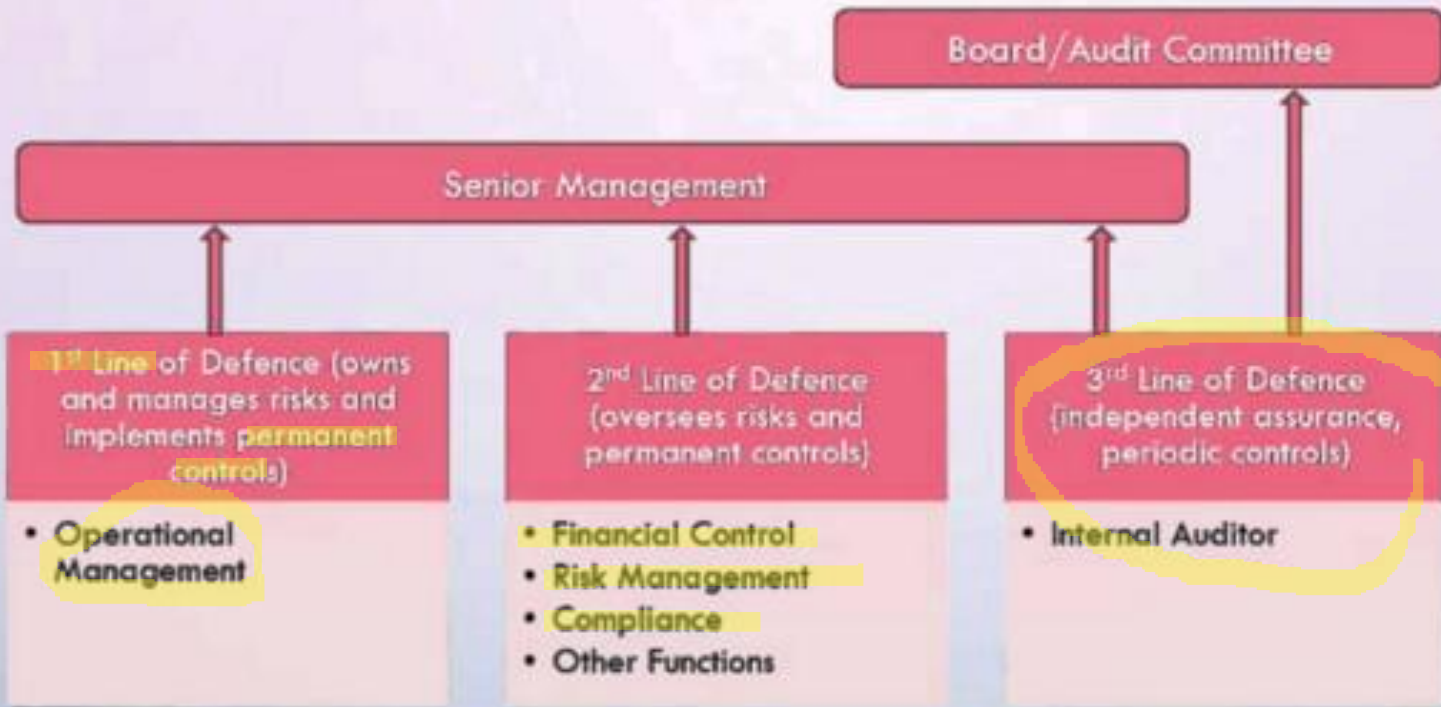 Board/Audit Committee
Senior Management
1st Line of Defence (owns
and manages risks and
implements permanent
controls)
• Operational
Management
2nd Line of Defence
(oversees risks and
permanent controls)
• Financial Control
• Risk Management
• Compliance
• Other Functions
3rd Line of Defence
(independent assurance,
periodic controls)
• Internal Auditor